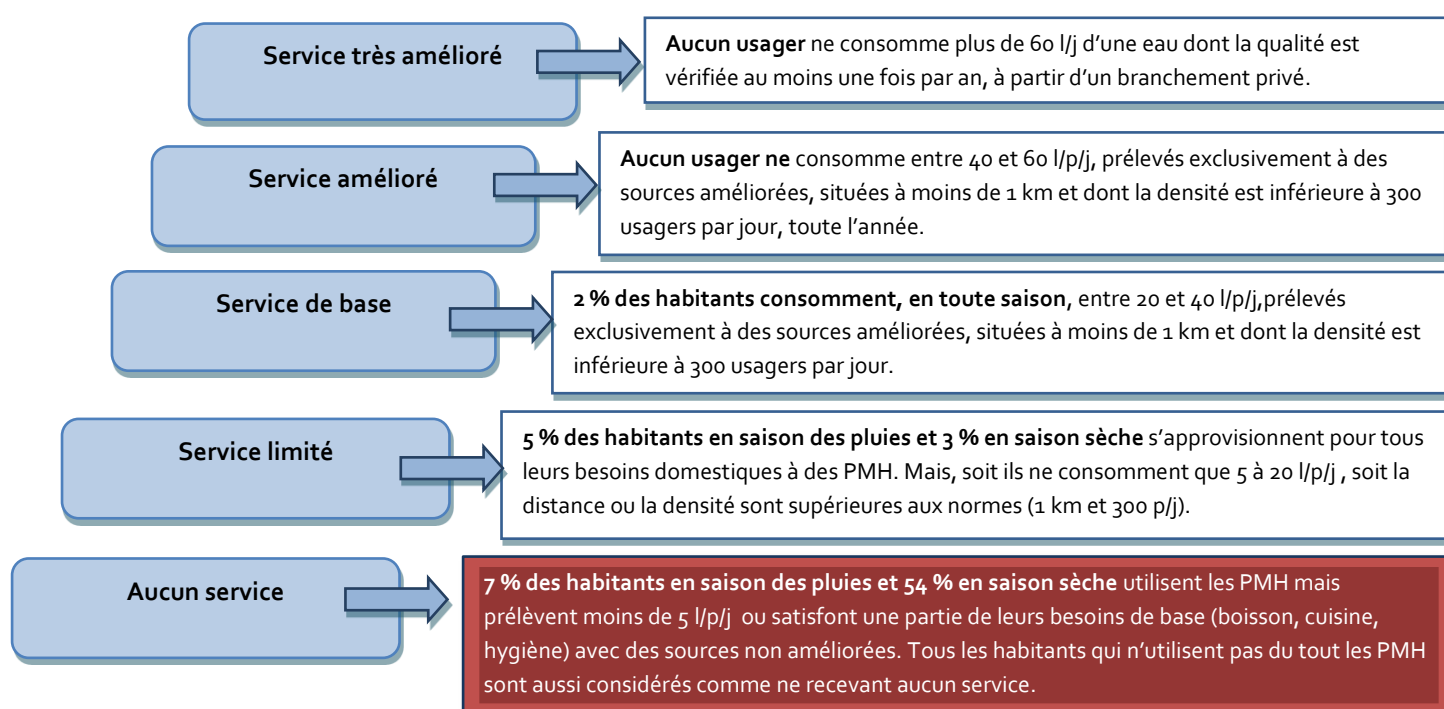 Service très amélioré
Aucun usager ne consomme plus de 60 l/j d’une eau dont la qualité est
vérifiée au moins une fois par an, à partir d’un branchement privé.
Service amélioré
Aucun usager ne consomme entre 40 et 60 l/p/j, prélevés exclusivement à des
sources améliorées, situées à moins de 1 km et dont la densité est inférieure à 300
usagers par jour, toute l’année.
Service de base
2 % des habitants consomment, en toute saison, entre 20 et 40 l/p/j,prélevés
exclusivement à des sources améliorées, situées à moins de 1 km et dont la densité est
inférieure à 300 usagers par jour.
Service limité
5 % des habitants en saison des pluies et 3 % en saison sèche s’approvisionnent pour tous
leurs besoins domestiques à des PMH. Mais, soit ils ne consomment que 5 à 20 l/p/j , soit la
distance ou la densité sont supérieures aux normes (1 km et 300 p/j).
Aucun service
7 % des habitants en saison des pluies et 54 % en saison sèche utilisent les PMH mais
prélèvent moins de 5 l/p/j ou satisfont une partie de leurs besoins de base (boisson, cuisine,
hygiène) avec des sources non améliorées. Tous les habitants qui n’utilisent pas du tout les PMH
sont aussi considérés comme ne recevant aucun service.